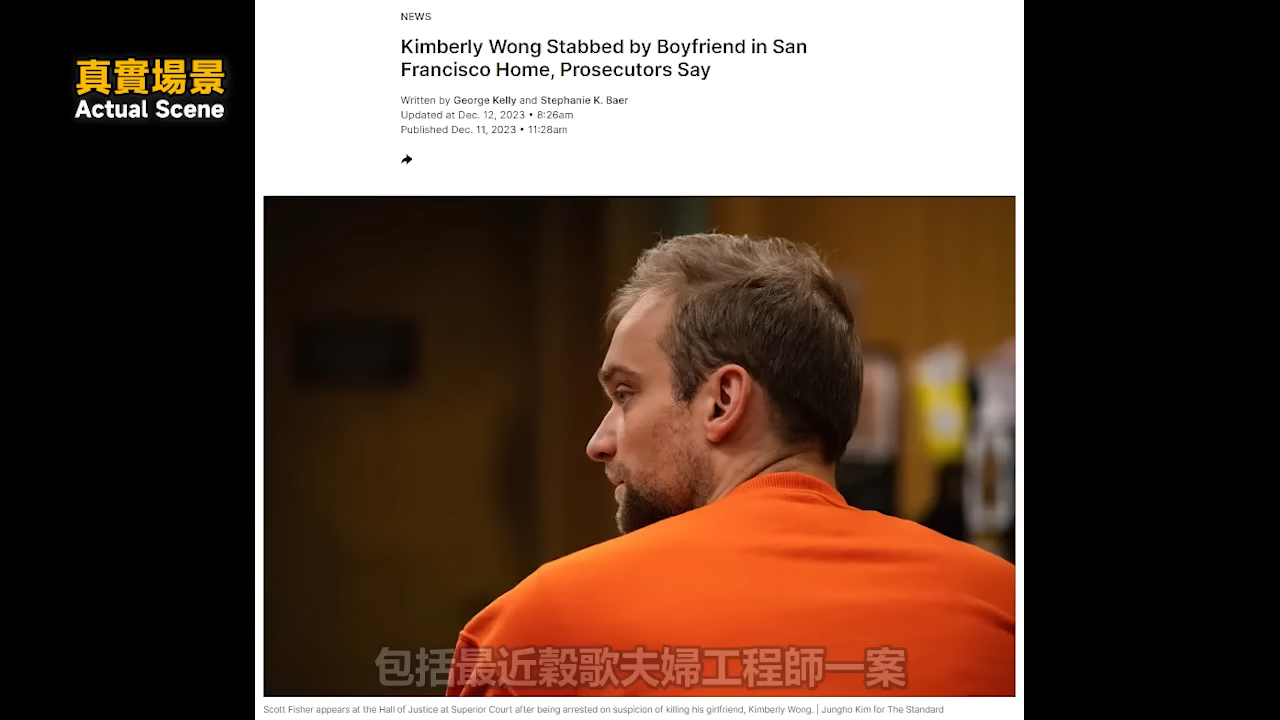 真實場景
Actual Scene
NEWS
Kimberly Wong Stabbed by Boyfriend in San
Francisco Home, Prosecutors Say
Written by George Kelly and Stephanie K. Baer
Updated at Dec. 12, 2023 • 8:26am
Published Dec. 11, 2023 • 11:28am
包括最近穀歌夫婦工程師一案
Scott Fisher appears at the Hall of Justice at Superior Court after being arrested on suspicion of killing his girlfriend, Kimberly Wong. | Jungho Kim for The Standard